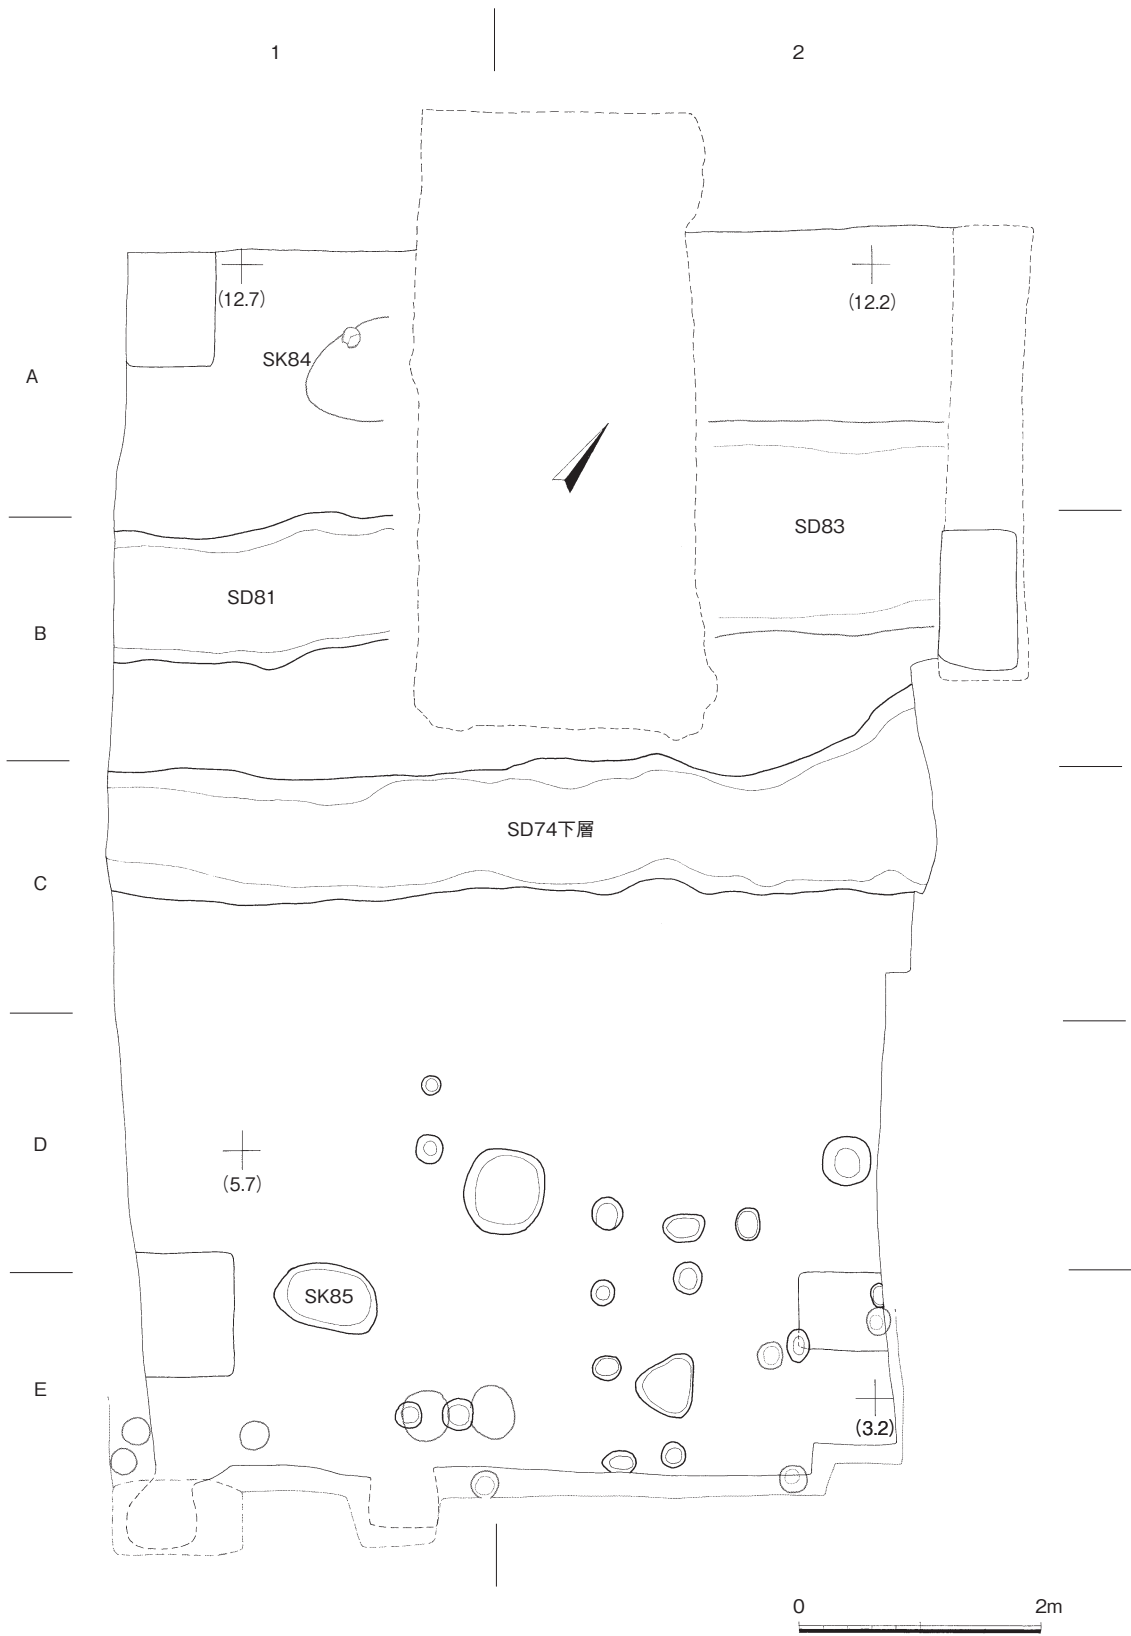 1
2
(12.7)
(12.2)
SK84
A
SD83
SD81
B
SD74下層
C
D
(5.7)
SK85
E
(3.2)
0 2m